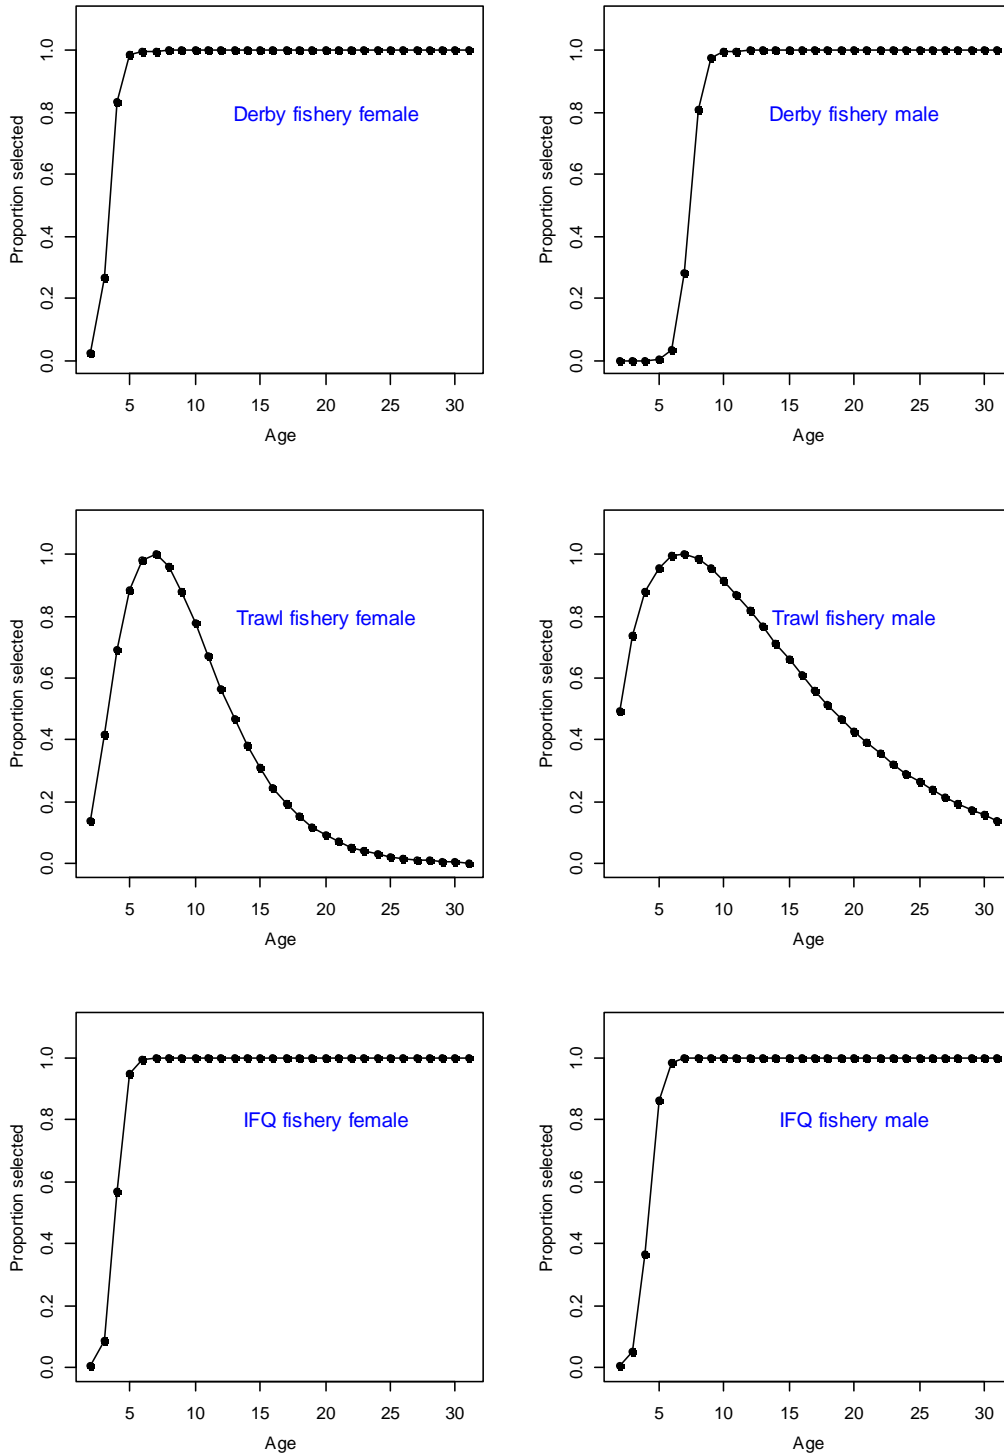 Proportion selected
0.0 0.2 0.4 0.6 0.8 1.0
Derby fishery female
5 10 15 20 25 30
Age
Proportion selected
0.0 0.2 0.4 0.6 0.8 1.0
Derby fishery male
5 10 15 20 25 30
Age
Proportion selected
0.0 0.2 0.4 0.6 0.8 1.0
Trawl fishery female
5 10 15 20 25 30
Age
Proportion selected
0.0 0.2 0.4 0.6 0.8 1.0
Trawl fishery male
5 10 15 20 25 30
Age
Proportion selected
0.0 0.2 0.4 0.6 0.8 1.0
IFQ fishery female
5 10 15 20 25 30
Age
Proportion selected
0.0 0.2 0.4 0.6 0.8 1.0
IFQ fishery male
5 10 15 20 25 30
Age